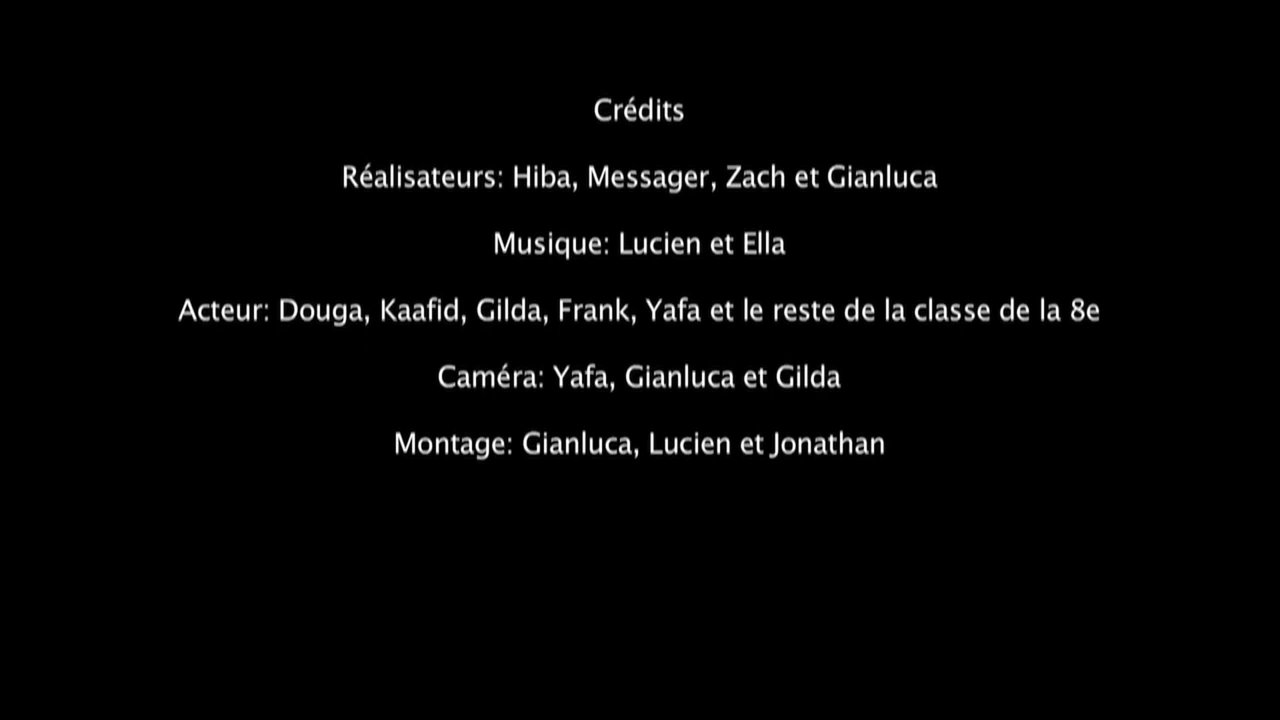 Crédits
Réalisateurs: Hiba, Messager, Zach et Gianluca
Musique: Lucien et Ella
Acteur: Douga, Kaafid, Gilda, Frank, Yafa et le reste de la classe de la 8e
Caméra: Yafa, Gianluca et Gilda
Montage: Gianluca, Lucien et Jonathan